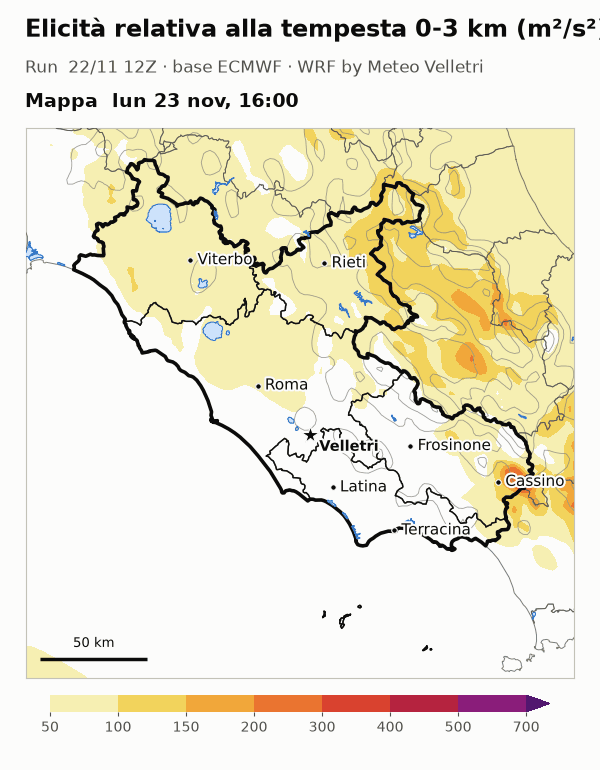 Elicità relativa alla tempesta 0-3 km (m²/s²)
Run 22/11 12Z · base ECMWF · WRF by Meteo Velletri
Mappa lun 23 nov, 16:00
Viterbo
Rieti
Roma
Velletri
Frosinone
Cassino
Latina
Terracina
50 km
50 100 150 200 300 400 500 700